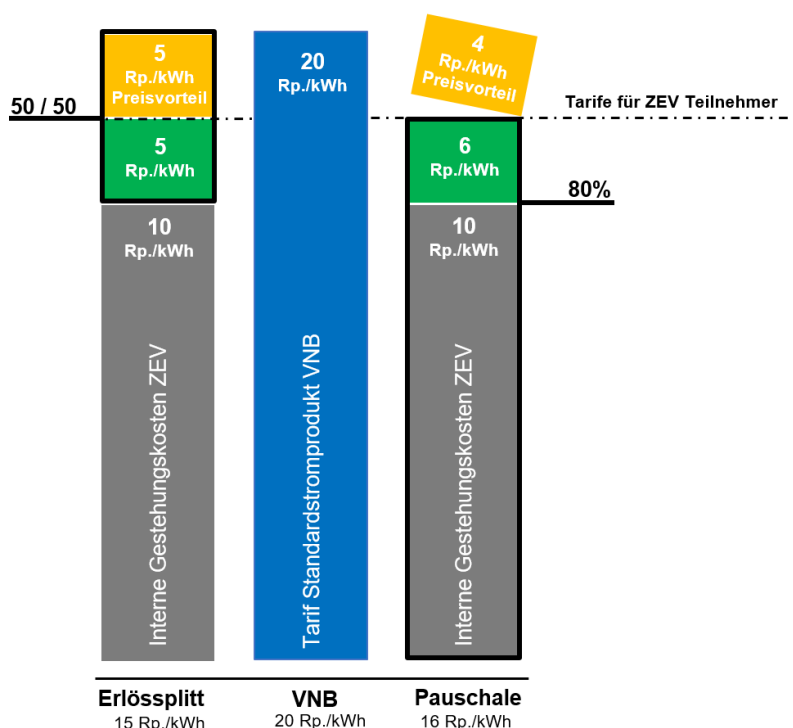 5
Rp./kWh
Preisvorteil
20
Rp./kWh
4
Rp./kWh
Preisvorteil
50 / 50
Tarife für ZEV Teilnehmer
5
Rp./kWh
6
Rp./kWh
80%
10
Rp./kWh
10
Rp./kWh
Interne Gestehungskosten ZEV
Tarif Standardstromprodukt VNB
Interne Gestehungskosten ZEV
Erlössplitt
15 Rp./kWh
VNB
20 Rp./kWh
Pauschale
16 Rp./kWh